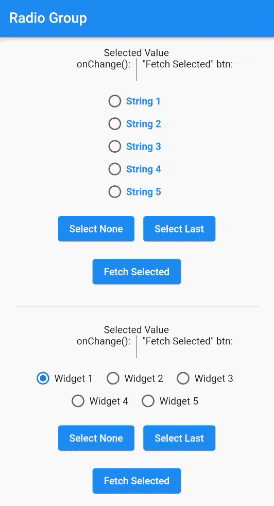 Radio Group
Selected Value
onChange(): "Fetch Selected" btn:
String 1
String 2
String 3
String 4
String 5
Select None Select Last
Fetch Selected
Selected Value
onChange(): "Fetch Selected" btn:
Widget 1 Widget 2 Widget 3
Widget 4 Widget 5
Select None Select Last
Fetch Selected